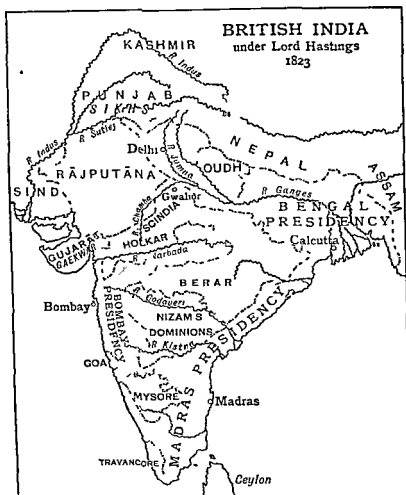 BRITISH INDIA
under Lord Hastings
1823
KASHMIR
R. Indus
PUNJAB
SIKHS
R. Indus
R. Sutlej
Delhi
R. Jumna
NEPAL
ASSAM
RĀJPUTĀNA
OUDH
SIND
R. Ganges
Gwalior
R. Chamba
SCINDIA
BENGAL
PRESIDENCY
GUJARAT
GAEKWAR
HOLKAR
Calcutta
R. Narbada
BERAR
Bombay
BOMBAY
PRESIDENCY
R. Godaveri
NIZAMS
DOMINIONS
R. Kistna
GOA
MADRAS PRESIDENCY
MYSORE
Madras
TRAVANCORE
Ceylon